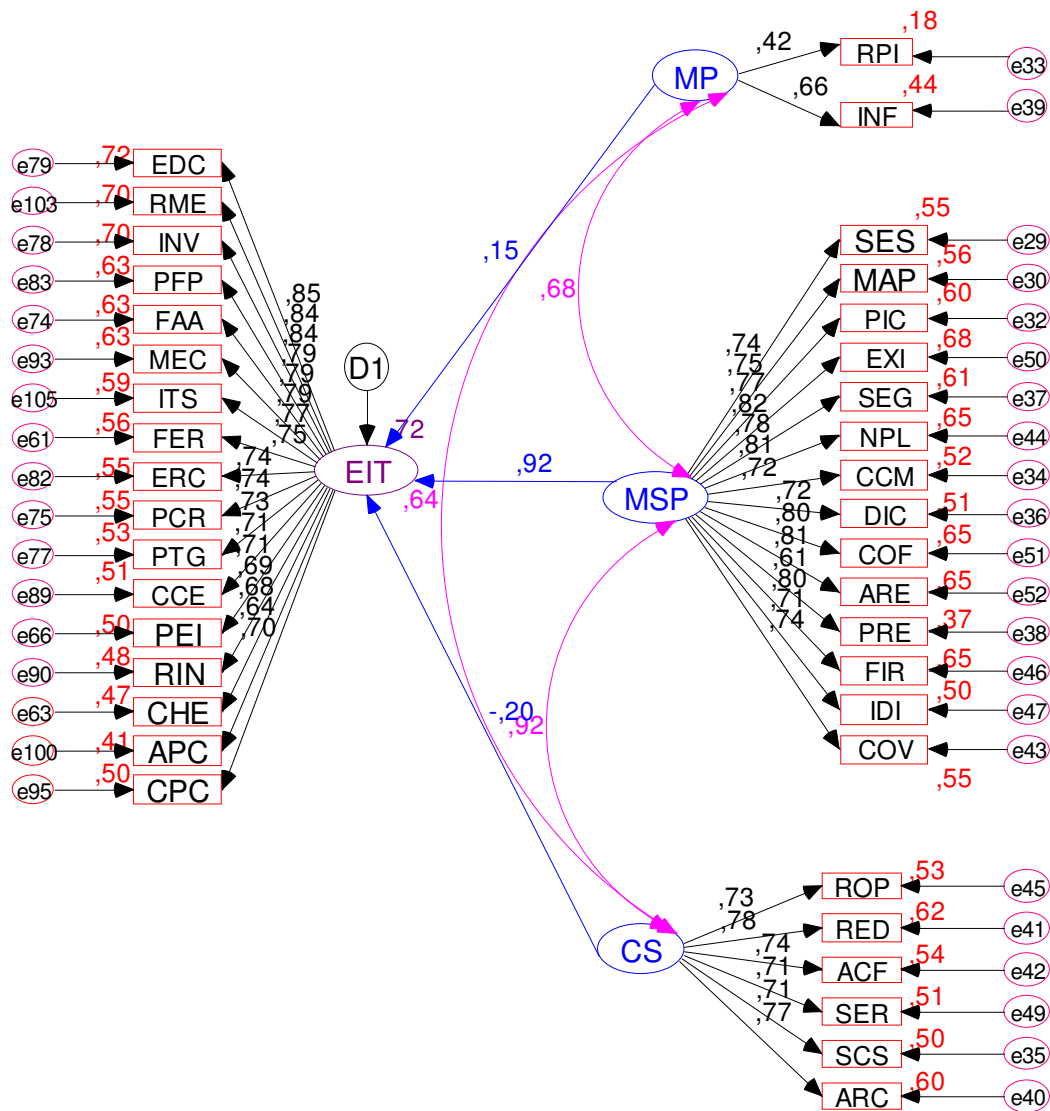 ,18
,42
RPI
MP
e33
,66
,44
INF
e39
e79
,72
EDC
e103
,70
RME
e78
,70
INV
e83
,63
PFP
e74
,63
FAA
e93
,63
MEC
e105
,59
ITS
e61
,56
FER
e82
,55
ERC
e75
,55
PCR
e77
,53
PTG
e89
,51
CCE
e66
,50
PEI
e90
,48
RIN
e63
,47
CHE
e100
,41
APC
e95
,50
CPC
,85
,84
,84
,79
,79
,79
,77
,75
,74
,74
,73
,71
,71
,69
,68
,64
,70
D1
,72
EIT
,15
,68
,92
,64
-,20
,92
MSP
,74
,75
,77
,82
,78
,81
,72
,72
,80
,81
,61
,80
,71
,74
,55
SES
e29
,56
MAP
e30
,60
PIC
e32
,68
EXI
e50
,61
SEG
e37
,65
NPL
e44
,52
CCM
e34
,51
DIC
e36
,65
COF
e51
,65
ARE
e52
,37
PRE
e38
,65
FIR
e46
,50
IDI
e47
COV
e43
,55
CS
,73
,78
,74
,71
,71
,77
,53
ROP
e45
,62
RED
e41
,54
ACF
e42
,51
SER
e49
,50
SCS
e35
,60
ARC
e40